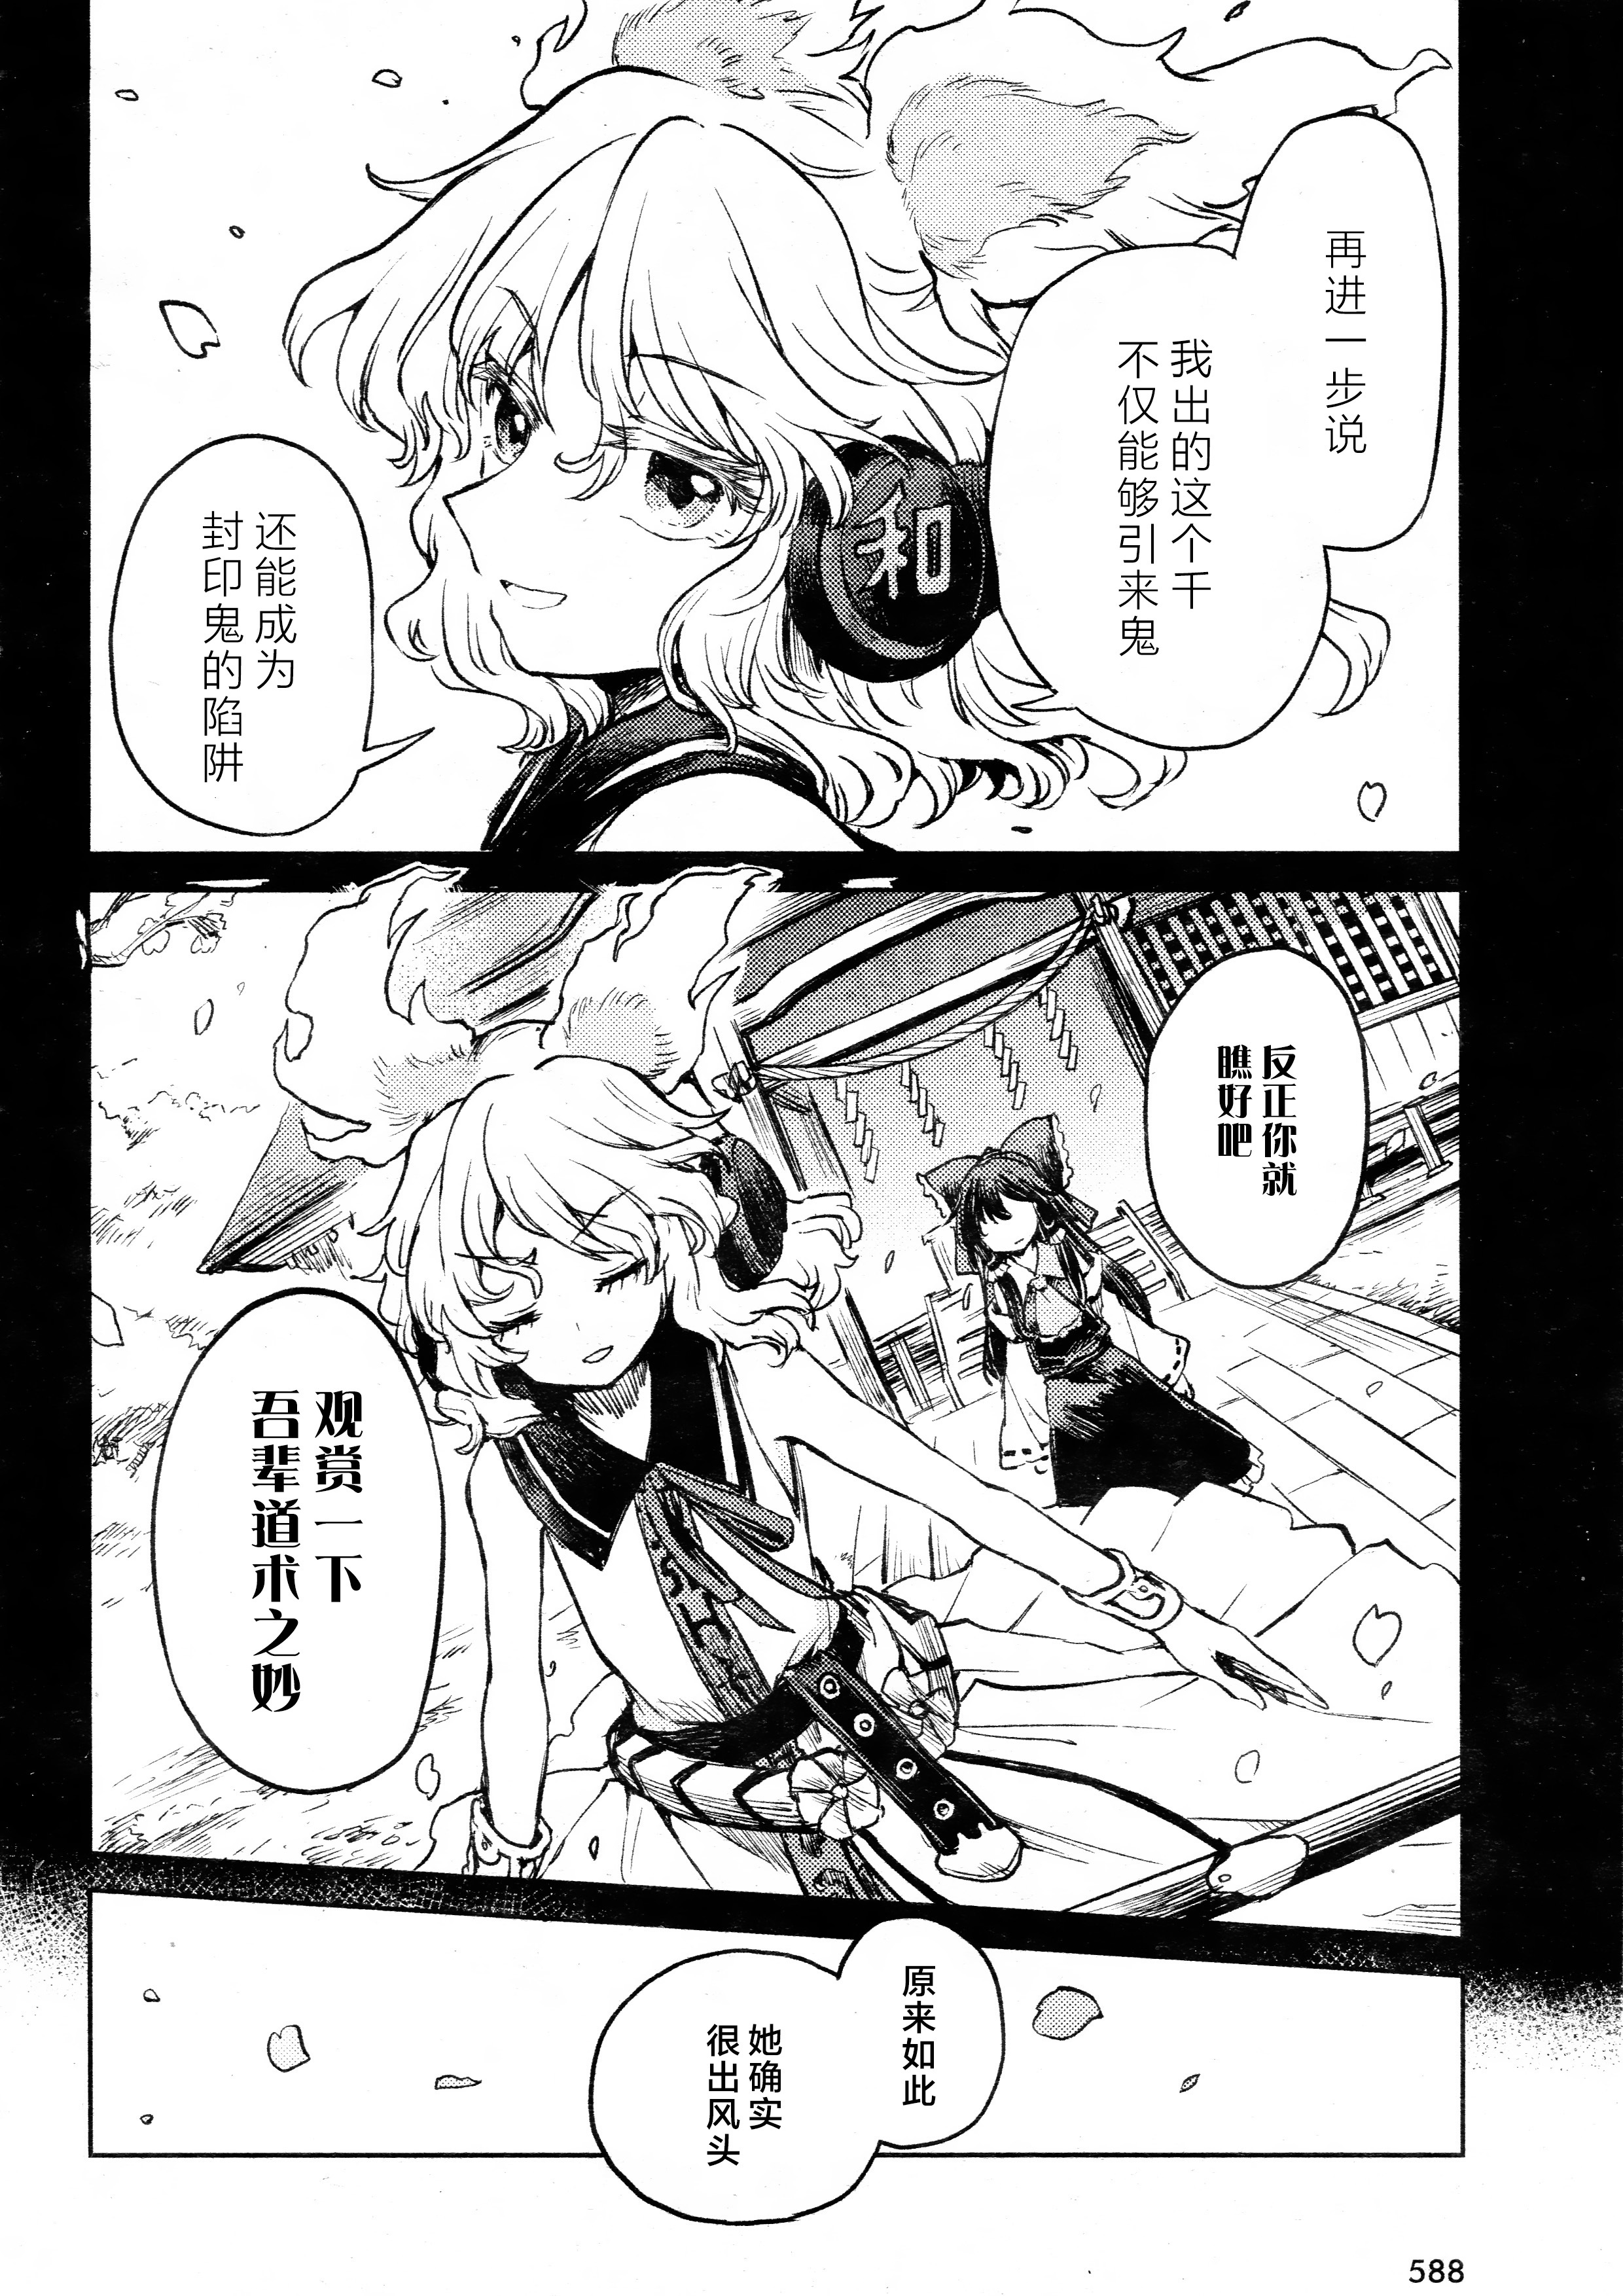 再进一步说
我出的这个千
不仅能够引来鬼
还能成为
封印鬼的陷阱
和
反正你就
瞧好吧
观赏一下
吾辈道术之妙
原来如此
她确实
很出风头
588